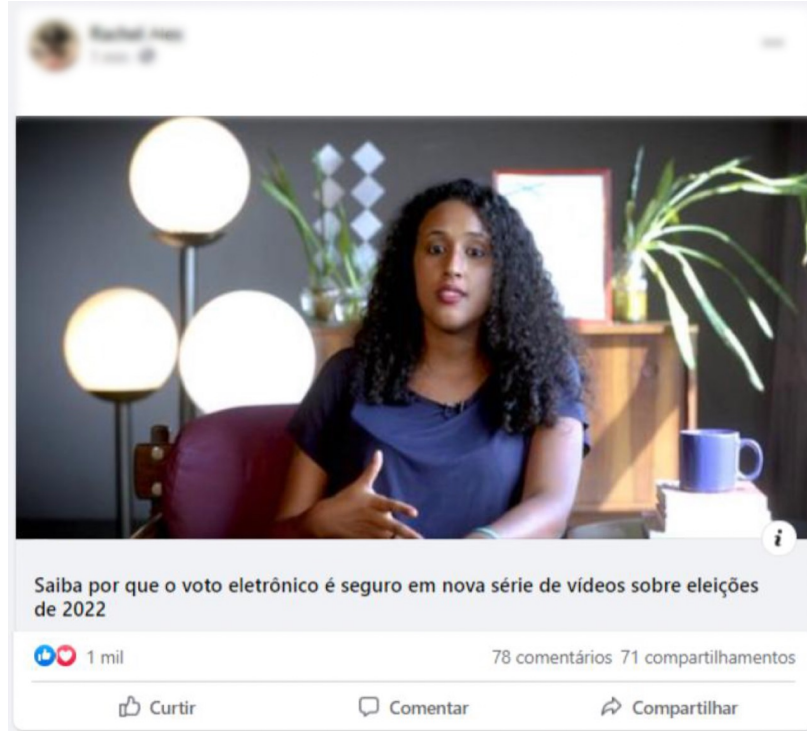 Saiba por que o voto eletrônico é seguro em nova série de vídeos sobre eleições
de 2022
1 mil
78 comentários 71 compartilhamentos
Curtir
Comentar
Compartilhar